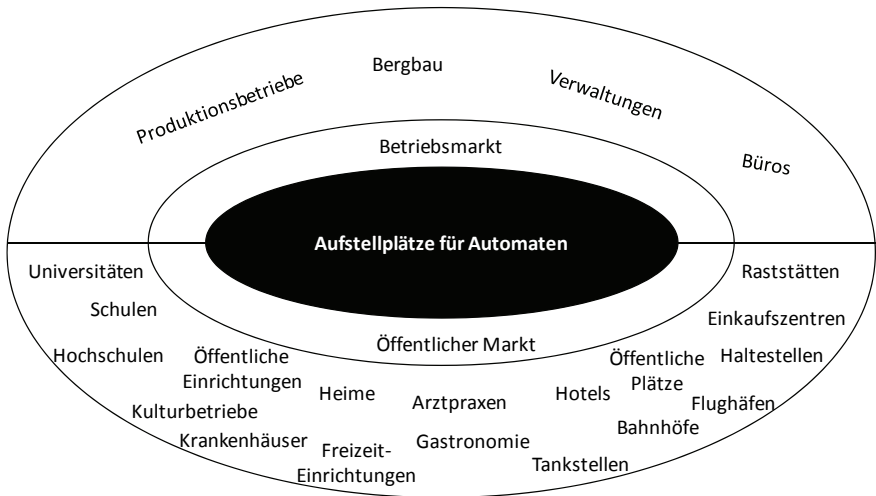 Bergbau
Produktionsbetriebe
Verwaltungen
Büros
Betriebsmarkt
Aufstellplätze für Automaten
Universitäten
Raststätten
Schulen
Einkaufszentren
Öffentlicher Markt
Hochschulen
Öffentliche
Einrichtungen
Öffentliche
Plätze
Haltestellen
Heime
Arztpraxen
Hotels
Flughäfen
Kulturbetriebe
Bahnhöfe
Krankenhäuser
Gastronomie
Freizeit-
Einrichtungen
Tankstellen